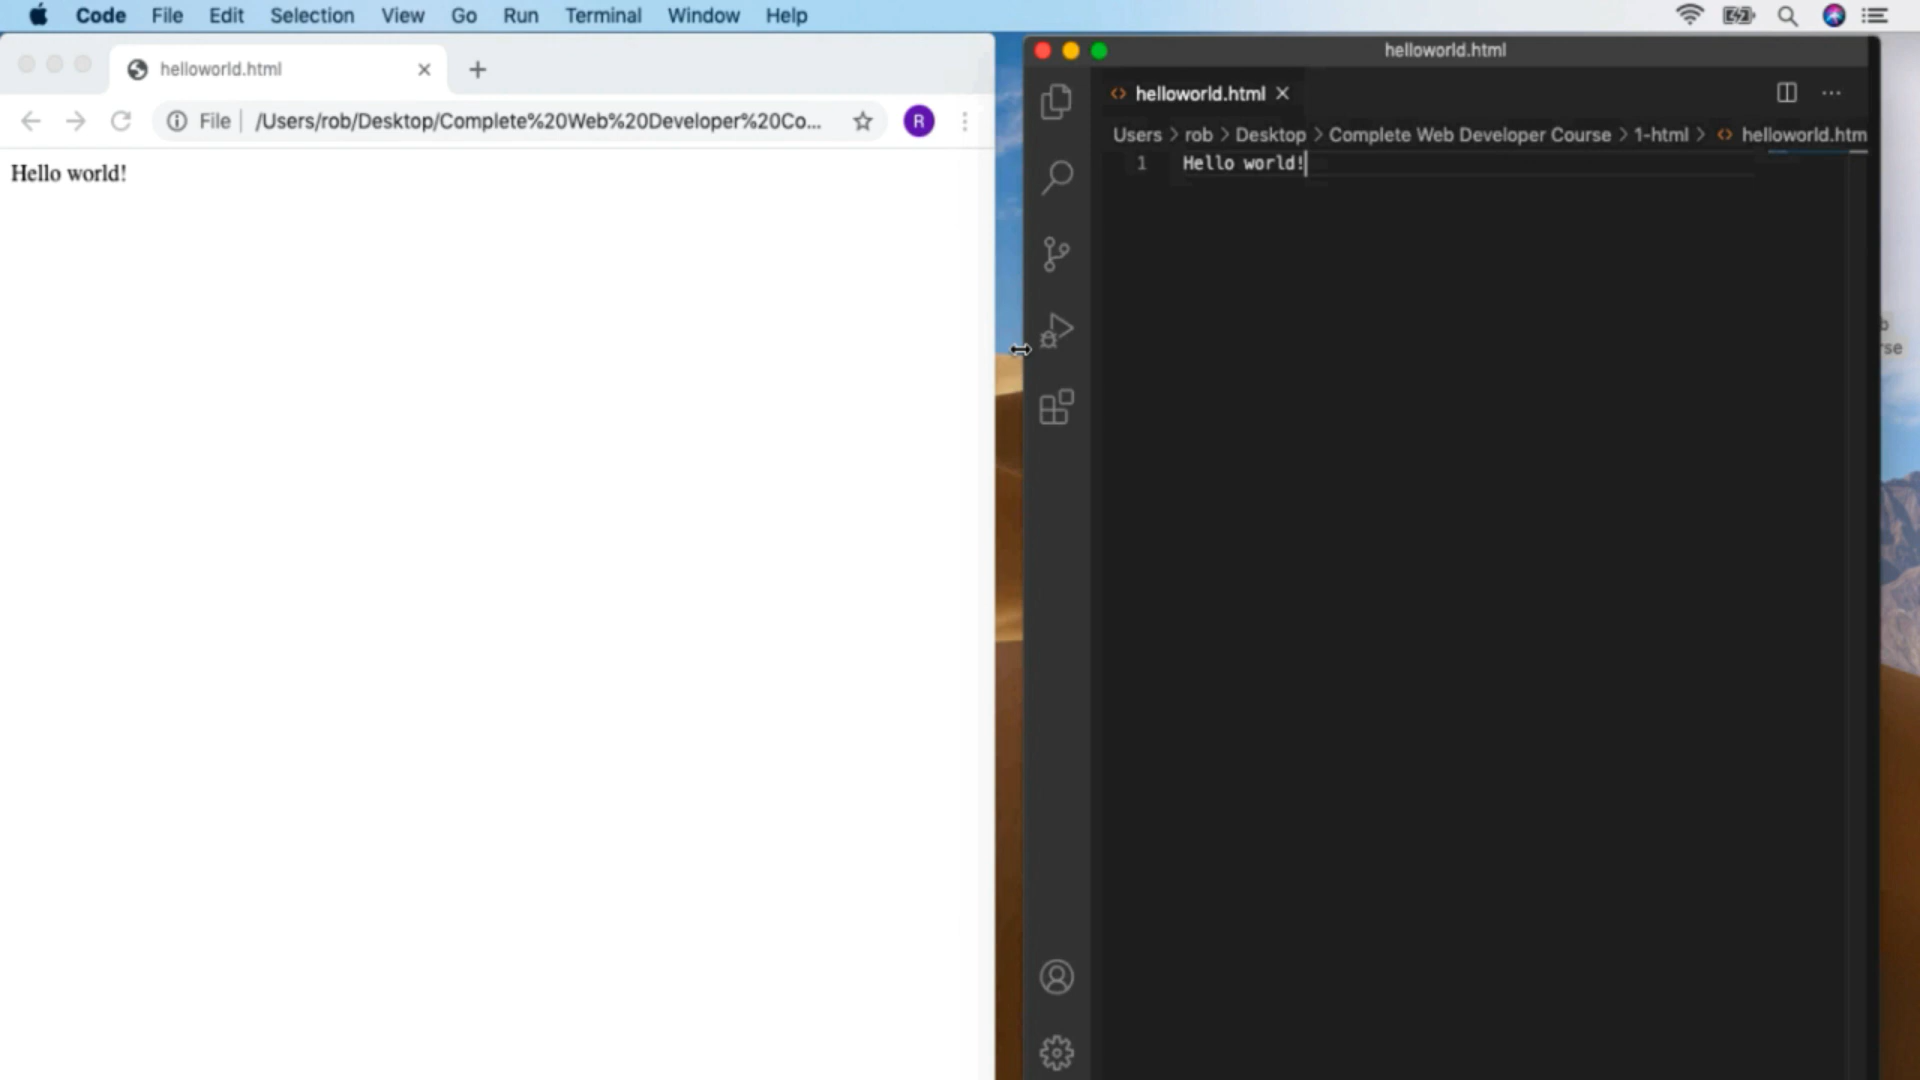 Code File Edit Selection View Go Run Terminal Window Help
helloworld.html
File /Users/rob/Desktop/Complete%20Web%20Developer%20Co... R
Hello world!
helloworld.html
helloworld.html
Users > rob > Desktop > Complete Web Developer Course > 1-html > helloworld.htm
1 Hello world!
b
rse